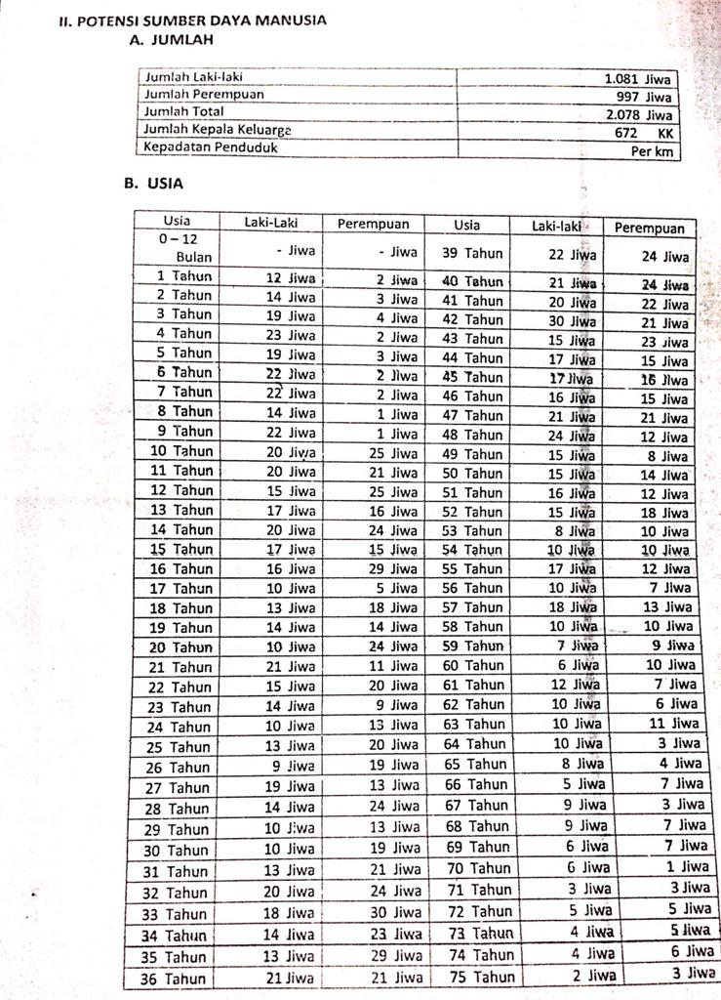 II. POTENSI SUMBER DAYA MANUSIA
A. JUMLAH
Jumlah Laki-laki 1.081 Jiwa
Jumlah Perempuan 997 Jiwa
Jumlah Total 2.078 Jiwa
Jumlah Kepala Keluarga 672 KK
Kepadatan Penduduk Per km
B. USIA
Usia Laki-Laki Perempuan Usia Laki-laki Perempuan
0 – 12
Bulan - Jiwa - Jiwa 39 Tahun 22 Jiwa 24 Jiwa
1 Tahun 12 Jiwa 2 Jiwa 40 Tahun 21 Jiwa 24 Jiwa
2 Tahun 14 Jiwa 3 Jiwa 41 Tahun 20 Jiwa 22 Jiwa
3 Tahun 19 Jiwa 4 Jiwa 42 Tahun 30 Jiwa 21 Jiwa
4 Tahun 23 Jiwa 2 Jiwa 43 Tahun 15 Jiwa 23 Jiwa
5 Tahun 19 Jiwa 3 Jiwa 44 Tahun 17 Jiwa 15 Jiwa
6 Tahun 22 Jiwa 2 Jiwa 45 Tahun 17 Jiwa 16 Jiwa
7 Tahun 22 Jiwa 2 Jiwa 46 Tahun 16 Jiwa 15 Jiwa
8 Tahun 14 Jiwa 1 Jiwa 47 Tahun 21 Jiwa 21 Jiwa
9 Tahun 22 Jiwa 1 Jiwa 48 Tahun 24 Jiwa 12 Jiwa
10 Tahun 20 Jiwa 25 Jiwa 49 Tahun 15 Jiwa 8 Jiwa
11 Tahun 20 Jiwa 21 Jiwa 50 Tahun 15 Jiwa 14 Jiwa
12 Tahun 15 Jiwa 25 Jiwa 51 Tahun 16 Jiwa 12 Jiwa
13 Tahun 17 Jiwa 16 Jiwa 52 Tahun 15 Jiwa 18 Jiwa
14 Tahun 20 Jiwa 24 Jiwa 53 Tahun 8 Jiwa 10 Jiwa
15 Tahun 17 Jiwa 15 Jiwa 54 Tahun 10 Jiwa 10 Jiwa
16 Tahun 16 Jiwa 29 Jiwa 55 Tahun 17 Jiwa 12 Jiwa
17 Tahun 10 Jiwa 5 Jiwa 56 Tahun 10 Jiwa 7 Jiwa
18 Tahun 13 Jiwa 18 Jiwa 57 Tahun 18 Jiwa 13 Jiwa
19 Tahun 14 Jiwa 14 Jiwa 58 Tahun 10 Jiwa 10 Jiwa
20 Tahun 10 Jiwa 24 Jiwa 59 Tahun 7 Jiwa 9 Jiwa
21 Tahun 21 Jiwa 11 Jiwa 60 Tahun 6 Jiwa 10 Jiwa
22 Tahun 15 Jiwa 20 Jiwa 61 Tahun 12 Jiwa 7 Jiwa
23 Tahun 14 Jiwa 9 Jiwa 62 Tahun 10 Jiwa 6 Jiwa
24 Tahun 10 Jiwa 13 Jiwa 63 Tahun 10 Jiwa 11 Jiwa
25 Tahun 13 Jiwa 20 Jiwa 64 Tahun 10 Jiwa 3 Jiwa
26 Tahun 9 Jiwa 19 Jiwa 65 Tahun 8 Jiwa 4 Jiwa
27 Tahun 19 Jiwa 13 Jiwa 66 Tahun 5 Jiwa 7 Jiwa
28 Tahun 14 Jiwa 24 Jiwa 67 Tahun 9 Jiwa 3 Jiwa
29 Tahun 10 Jiwa 13 Jiwa 68 Tahun 9 Jiwa 7 Jiwa
30 Tahun 10 Jiwa 19 Jiwa 69 Tahun 6 Jiwa 7 Jiwa
31 Tahun 13 Jiwa 21 Jiwa 70 Tahun 6 Jiwa 1 Jiwa
32 Tahun 20 Jiwa 24 Jiwa 71 Tahun 3 Jiwa 3 Jiwa
33 Tahun 18 Jiwa 30 Jiwa 72 Tahun 5 Jiwa 5 Jiwa
34 Tahun 14 Jiwa 23 Jiwa 73 Tahun 4 Jiwa 5 Jiwa
35 Tahun 13 Jiwa 29 Jiwa 74 Tahun 4 Jiwa 6 Jiwa
36 Tahun 21 Jiwa 21 Jiwa 75 Tahun 2 Jiwa 3 Jiwa